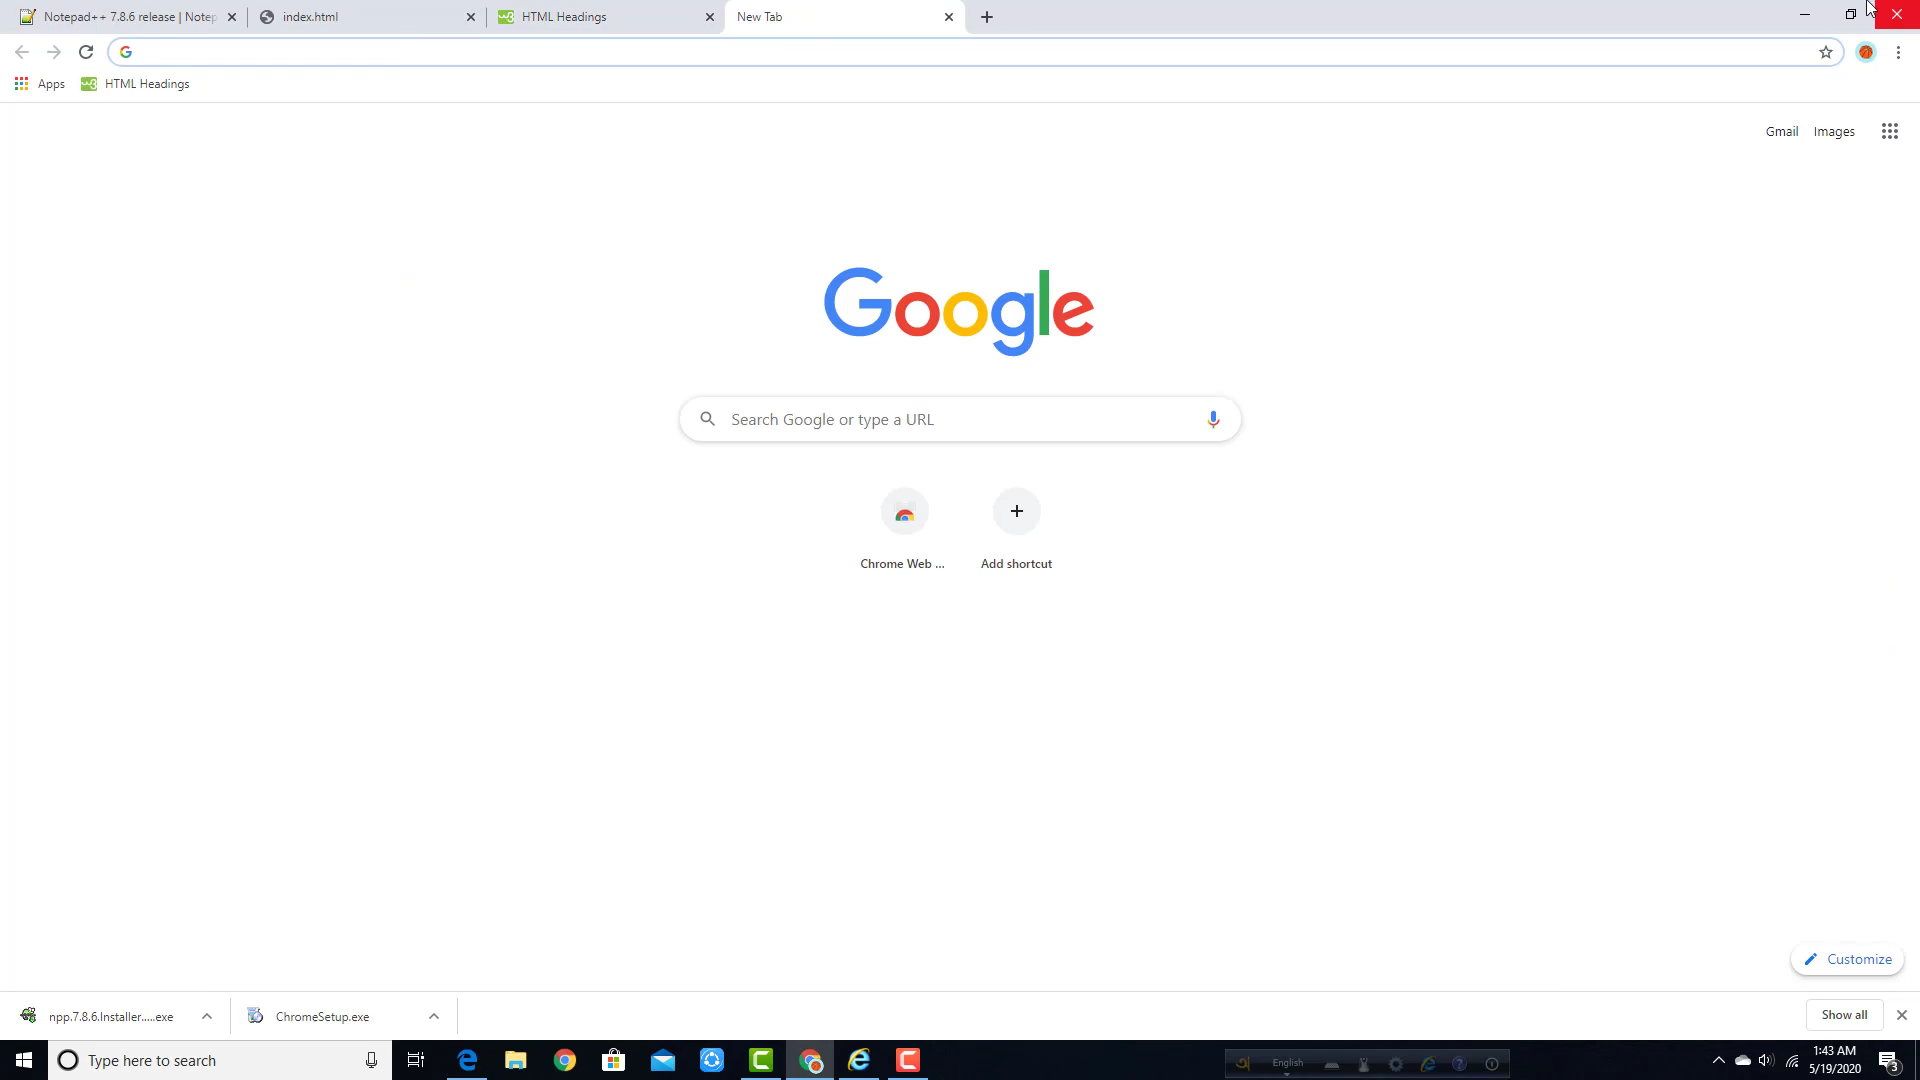 Notepad++ 7.8.6 release | Notep
index.html
HTML Headings
New Tab
Apps
HTML Headings
Gmail
Images
Google
Search Google or type a URL
Chrome Web ...
Add shortcut
Customize
npp.7.8.6.Installer.....exe
ChromeSetup.exe
Show all
Type here to search
English
1:43 AM
5/19/2020
3